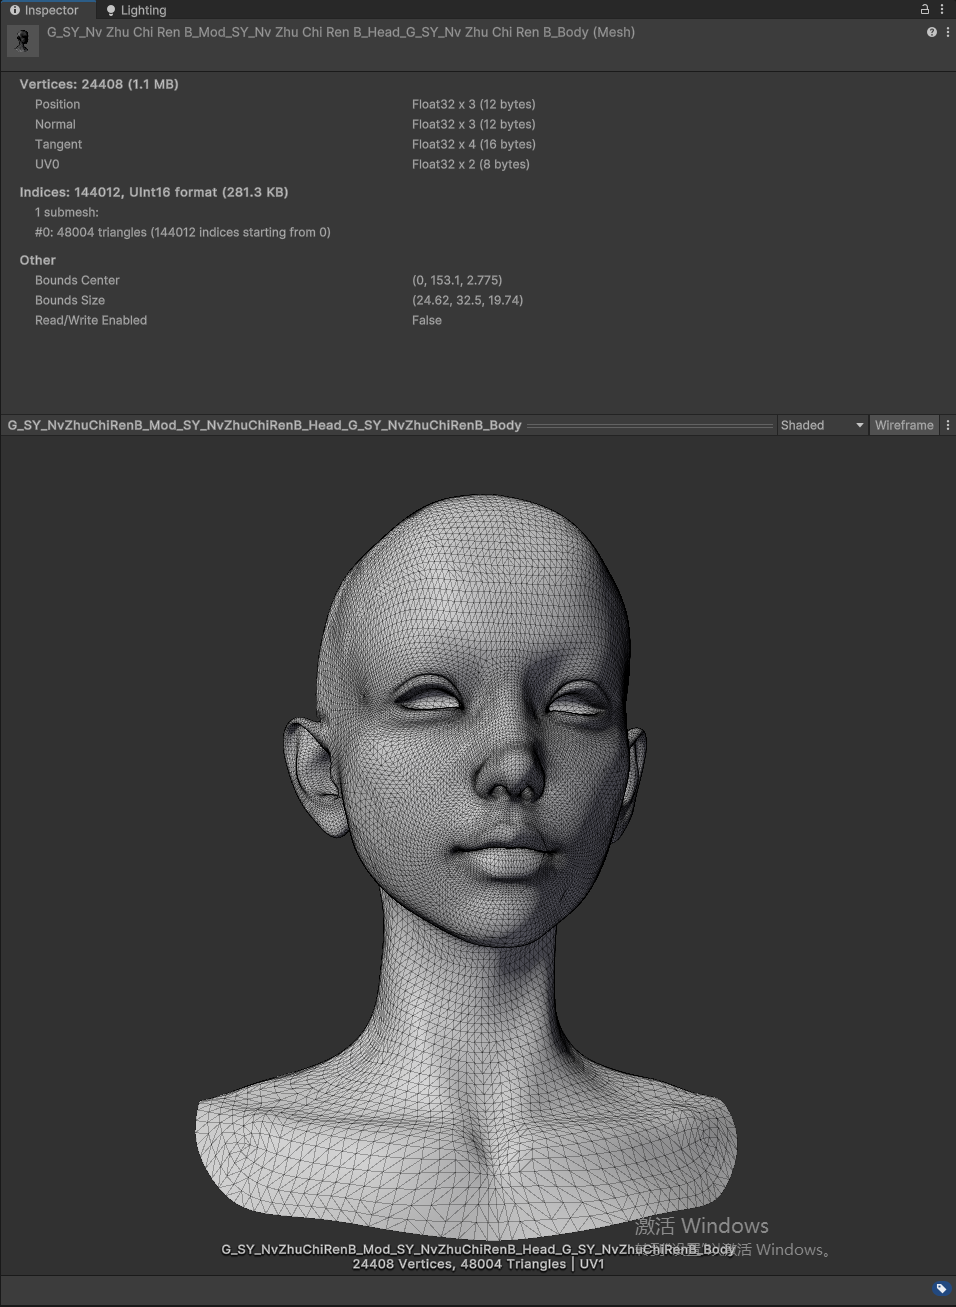 Inspector Lighting
G_SY_Nv Zhu Chi Ren B_Mod_SY_Nv Zhu Chi Ren B_Head_G_SY_Nv Zhu Chi Ren B_Body (Mesh)
Vertices: 24408 (1.1 MB)
Position Float32 x 3 (12 bytes)
Normal Float32 x 3 (12 bytes)
Tangent Float32 x 4 (16 bytes)
UV0 Float32 x 2 (8 bytes)
Indices: 144012, UInt16 format (281.3 KB)
1 submesh:
#0: 48004 triangles (144012 indices starting from 0)
Other
Bounds Center (0, 153.1, 2.775)
Bounds Size (24.62, 32.5, 19.74)
Read/Write Enabled False
G_SY_NvZhuChiRenB_Mod_SY_NvZhuChiRenB_Head_G_SY_NvZhuChiRenB_Body Shaded Wireframe
激活 Windows
G_SY_NvZhuChiRenB_Mod_SY_NvZhuChiRenB_Head_G_SY_NvZhuChiRenB_Body
激活 Windows。
24408 Vertices, 48004 Triangles | UV1